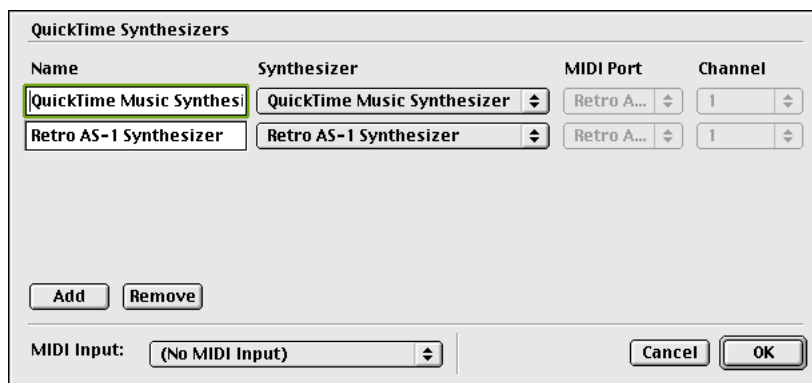 QuickTime Synthesizers
Name Synthesizer MIDI Port Channel
QuickTime Music Synthesi QuickTime Music Synthesizer Retro A... 1
Retro AS-1 Synthesizer Retro AS-1 Synthesizer Retro A... 1
Add Remove
MIDI Input: (No MIDI Input) Cancel OK